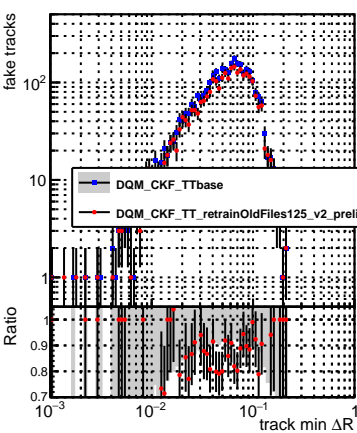 fake tracks
10²
10
1
DQM_CKF_TTbase
DQM_CKF_TT_retrainOldFiles125_v2_preli
Ratio
1
0.9
0.8
0.7
10⁻³ 10⁻² 10⁻¹ 1
track min ΔR